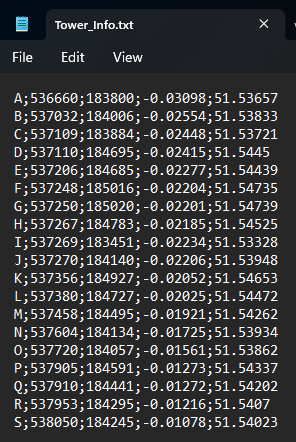 Tower_Info.txt
File Edit View
A;536660;183800;-0.03098;51.53657
B;537032;184006;-0.02554;51.53833
C;537109;183884;-0.02448;51.53721
D;537110;184695;-0.02415;51.5445
E;537206;184685;-0.02277;51.54439
F;537248;185016;-0.02204;51.54735
G;537250;185020;-0.02201;51.54739
H;537267;184783;-0.02185;51.54525
I;537269;183451;-0.02234;51.53328
J;537270;184140;-0.02206;51.53948
K;537356;184927;-0.02052;51.54653
L;537380;184727;-0.02025;51.54472
M;537458;184495;-0.01921;51.54262
N;537604;184134;-0.01725;51.53934
O;537720;184057;-0.01561;51.53862
P;537905;184591;-0.01273;51.54337
Q;537910;184441;-0.01272;51.54202
R;537953;184295;-0.01216;51.5407
S;538050;184245;-0.01078;51.54023